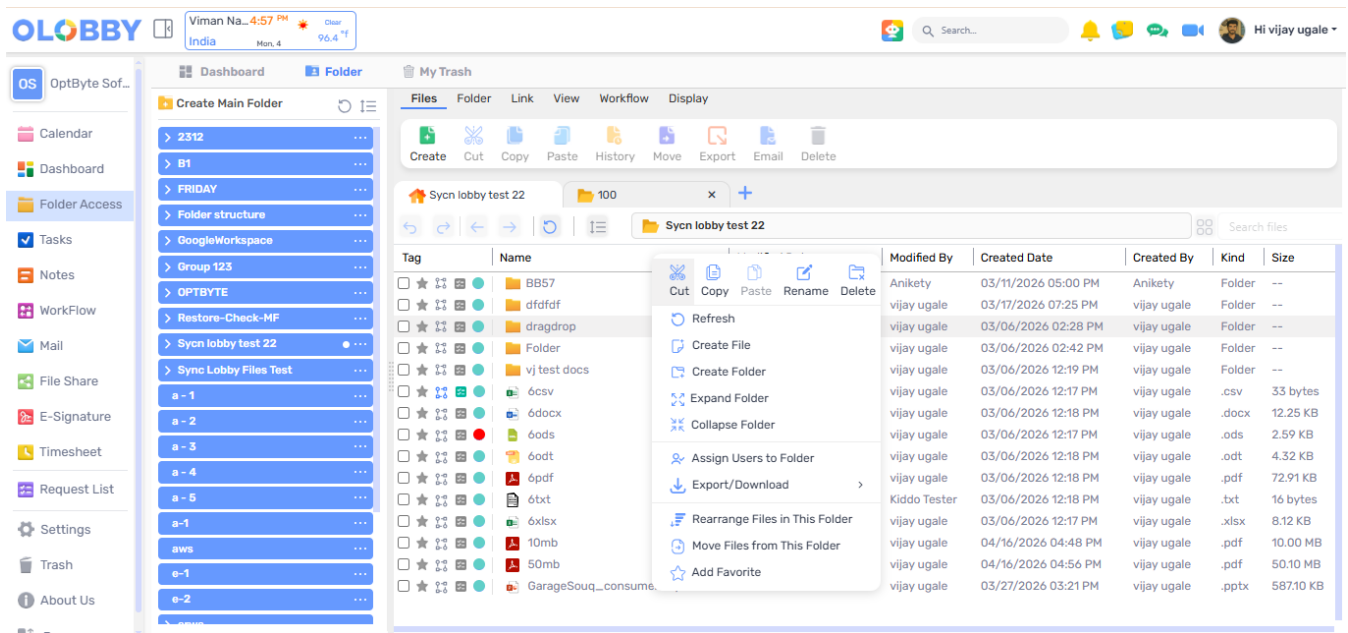 OLOBBY
Viman Na... 4:57 PM Clear
India Mon, 4 96.4 °f
Search...
Hi vijay ugale
OS OptByte Sof...
Calendar
Dashboard
Folder Access
Tasks
Notes
WorkFlow
Mail
File Share
E-Signature
Timesheet
Request List
Settings
Trash
About Us
Dashboard Folder My Trash
Create Main Folder
2312
B1
FRIDAY
Folder structure
GoogleWorkspace
Group 123
OPTBYTE
Restore-Check-MF
Sycn lobby test 22
Sync Lobby Files Test
a - 1
a - 2
a - 3
a - 4
a - 5
a-1
aws
e-1
e-2
Files Folder Link View Workflow Display
Create Cut Copy Paste History Move Export Email Delete
Sycn lobby test 22 100
Sycn lobby test 22 Search files
Tag Name Modified By Created Date Created By Kind Size
BB57 Anikety 03/11/2026 05:00 PM Anikety Folder --
dfdfdf vijay ugale 03/17/2026 07:25 PM vijay ugale Folder --
dragdrop vijay ugale 03/06/2026 02:28 PM vijay ugale Folder --
Folder vijay ugale 03/06/2026 02:42 PM vijay ugale Folder --
vj test docs vijay ugale 03/06/2026 12:19 PM vijay ugale Folder --
6csv vijay ugale 03/06/2026 12:17 PM vijay ugale .csv 33 bytes
6docx vijay ugale 03/06/2026 12:18 PM vijay ugale .docx 12.25 KB
6ods vijay ugale 03/06/2026 12:17 PM vijay ugale .ods 2.59 KB
6odt vijay ugale 03/06/2026 12:18 PM vijay ugale .odt 4.32 KB
6pdf vijay ugale 03/06/2026 12:18 PM vijay ugale .pdf 72.91 KB
6txt Kiddo Tester 03/06/2026 12:18 PM vijay ugale .txt 16 bytes
6xlsx vijay ugale 03/06/2026 12:17 PM vijay ugale .xlsx 8.12 KB
10mb vijay ugale 04/16/2026 04:48 PM vijay ugale .pdf 10.00 MB
50mb vijay ugale 04/16/2026 04:56 PM vijay ugale .pdf 50.10 MB
GarageSouq_consume vijay ugale 03/27/2026 03:21 PM vijay ugale .pptx 587.10 KB
Cut Copy Paste Rename Delete
Refresh
Create File
Create Folder
Expand Folder
Collapse Folder
Assign Users to Folder
Export/Download
Rearrange Files in This Folder
Move Files from This Folder
Add Favorite